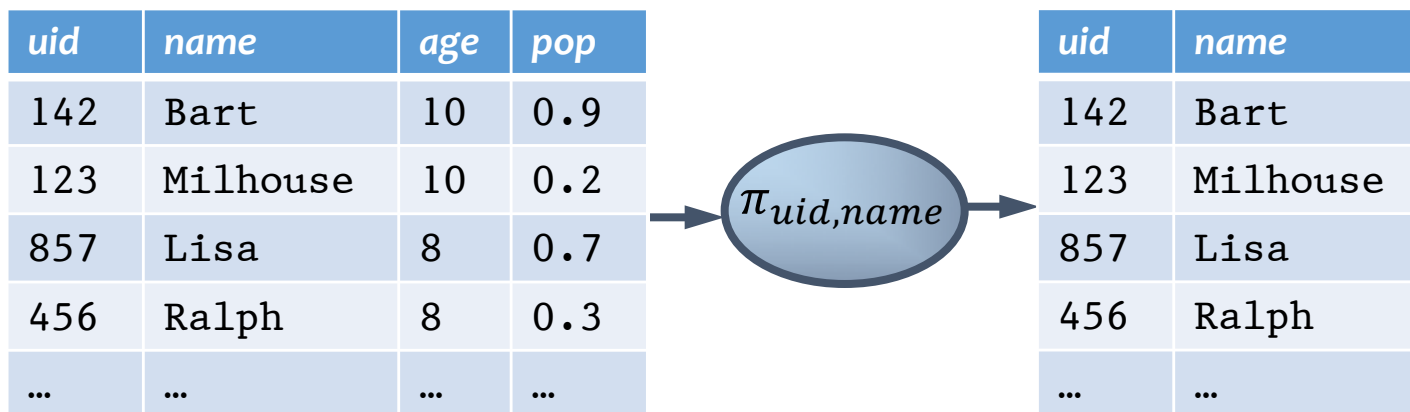 uid name age pop
142 Bart 10 0.9
123 Milhouse 10 0.2
857 Lisa 8 0.7
456 Ralph 8 0.3
... ... ... ...
π uid,name
uid name
142 Bart
123 Milhouse
857 Lisa
456 Ralph
... ...